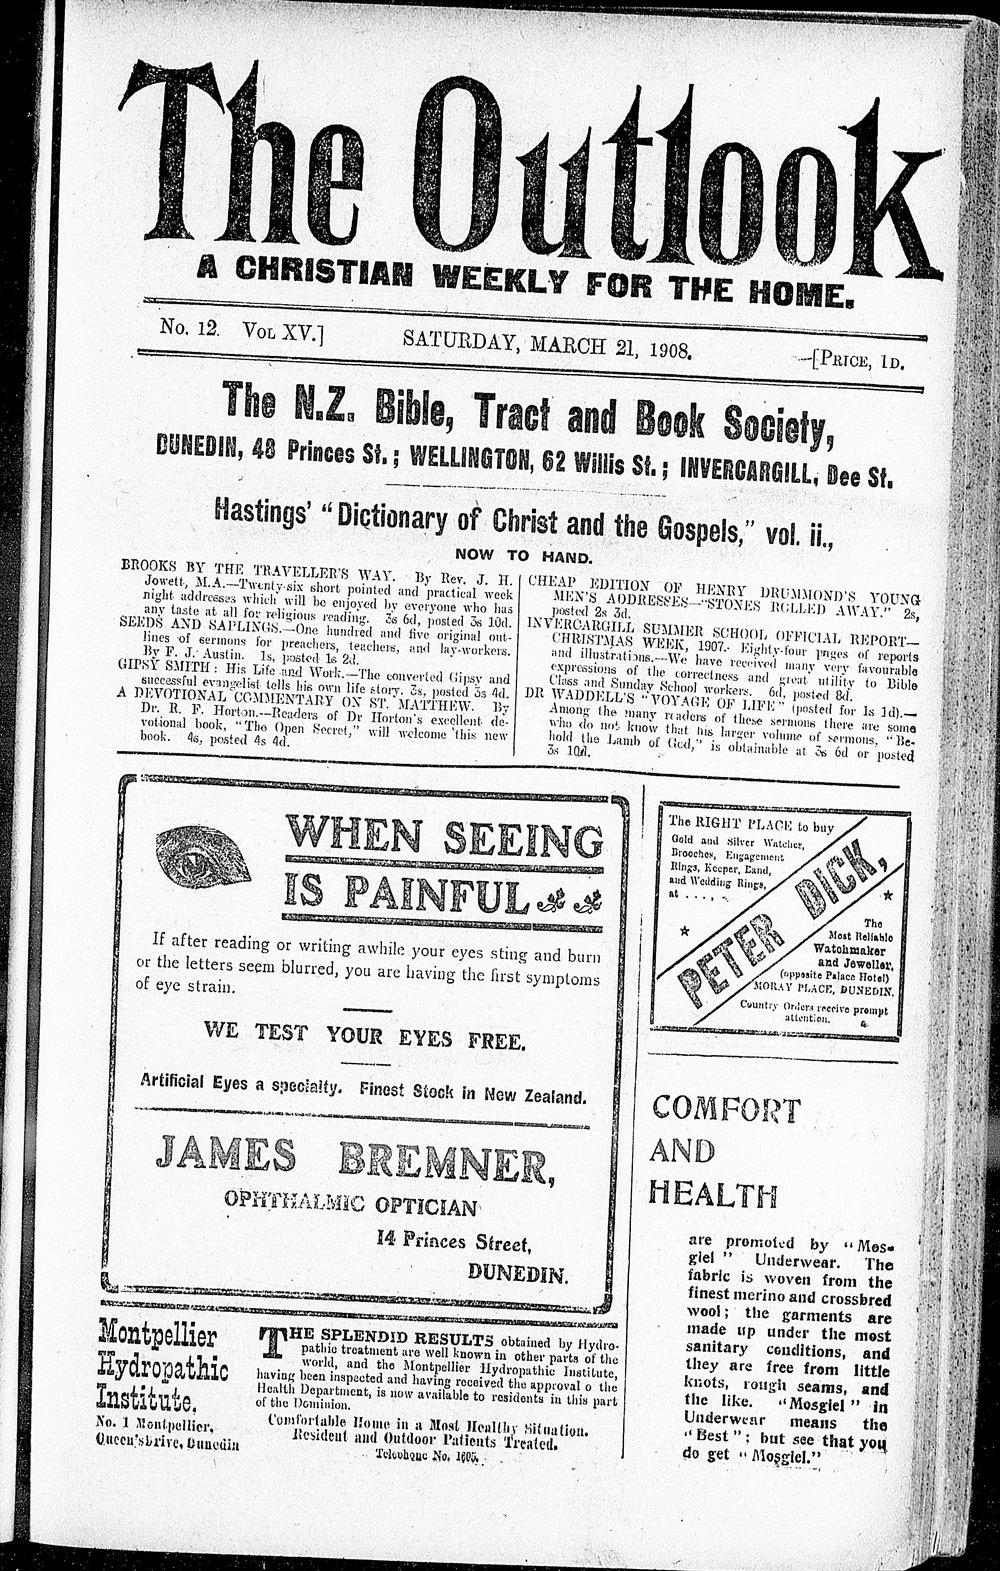 The Outlook
A CHRISTIAN WEEKLY FOR THE HOME.
No. 12. VOL XV.] SATURDAY, MARCH 21, 1908. —[PRICE, 1D.
The N.Z. Bible, Tract and Book Society,
DUNEDIN, 48 Princes St.; WELLINGTON, 62 Willis St.; INVERCARGILL, Dee St.
Hastings' "Dictionary of Christ and the Gospels," vol. ii.,
NOW TO HAND.
BROOKS BY THE TRAVELLER'S WAY. By Rev. J. H.
Jowett, M.A.—Twenty-six short pointed and practical week
night addresses which will be enjoyed by everyone who has
any taste at all for religious reading. 3s 6d, posted 3s 10d.
SEEDS AND SAPLINGS.—One hundred and five original out-
lines of sermons for preachers, teachers, and lay-workers.
By F. J. Austin. 1s, posted 1s 2d.
GIPSY SMITH: His Life and Work.—The converted Gipsy and
successful evangelist tells his own life story. 3s, posted 3s 4d.
A DEVOTIONAL COMMENTARY ON ST. MATTHEW. By
Dr. R. F. Horton.—Readers of Dr Horton's excellent de-
votional book, "The Open Secret," will welcome this new
book. 4s, posted 4s 4d.
CHEAP EDITION OF HENRY DRUMMOND'S YOUNG
MEN'S ADDRESSES—"STONES ROLLED AWAY." 2s,
posted 2s 3d.
INVERCARGILL SUMMER SCHOOL OFFICIAL REPORT—
CHRISTMAS WEEK, 1907. Eighty-four pages of reports
and illustrations.—We have received many very favourable
expressions of the correctness and great utility to Bible
Class and Sunday School workers. 6d, posted 8d.
DR WADDELL'S "VOYAGE OF LIFE" (posted for 1s 1d).—
Among the many readers of these sermons there are some
who do not know that his larger volume of sermons, "Be-
hold the Lamb of God," is obtainable at 3s 6d or posted
3s 10d.
WHEN SEEING
IS PAINFUL
If after reading or writing awhile your eyes sting and burn
or the letters seem blurred, you are having the first symptoms
of eye strain.
WE TEST YOUR EYES FREE.
Artificial Eyes a specialty. Finest Stock in New Zealand.
JAMES BREMNER,
OPHTHALMIC OPTICIAN
14 Princes Street,
DUNEDIN.
The RIGHT PLACE to buy
Gold and Silver Watches,
Brooches, Engagement
Rings, Keeper, Band,
and Wedding Rings,
at . . . .
PETER DICK,
The
Most Reliable
Watchmaker
and Jeweller,
(opposite Palace Hotel)
MORAY PLACE, DUNEDIN.
Country Orders receive prompt
attention.
COMFORT
AND
HEALTH
are promoted by "Mos-
giel" Underwear. The
fabric is woven from the
finest merino and crossbred
wool; the garments are
made up under the most
sanitary conditions, and
they are free from little
knots, rough seams, and
the like. "Mosgiel" in
Underwear means the
"Best"; but see that you
do get "Mosgiel."
Montpellier
Hydropathic
Institute.
No. 1 Montpellier,
Queen's Drive, Dunedin
THE SPLENDID RESULTS obtained by Hydro-
pathic treatment are well known in other parts of the
world, and the Montpellier Hydropathic Institute,
having been inspected and having received the approval o the
Health Department, is now available to residents in this part
of the Dominion.
Comfortable Home in a Most Healthy Situation.
Resident and Outdoor Patients Treated.
Telephone No. 1605.